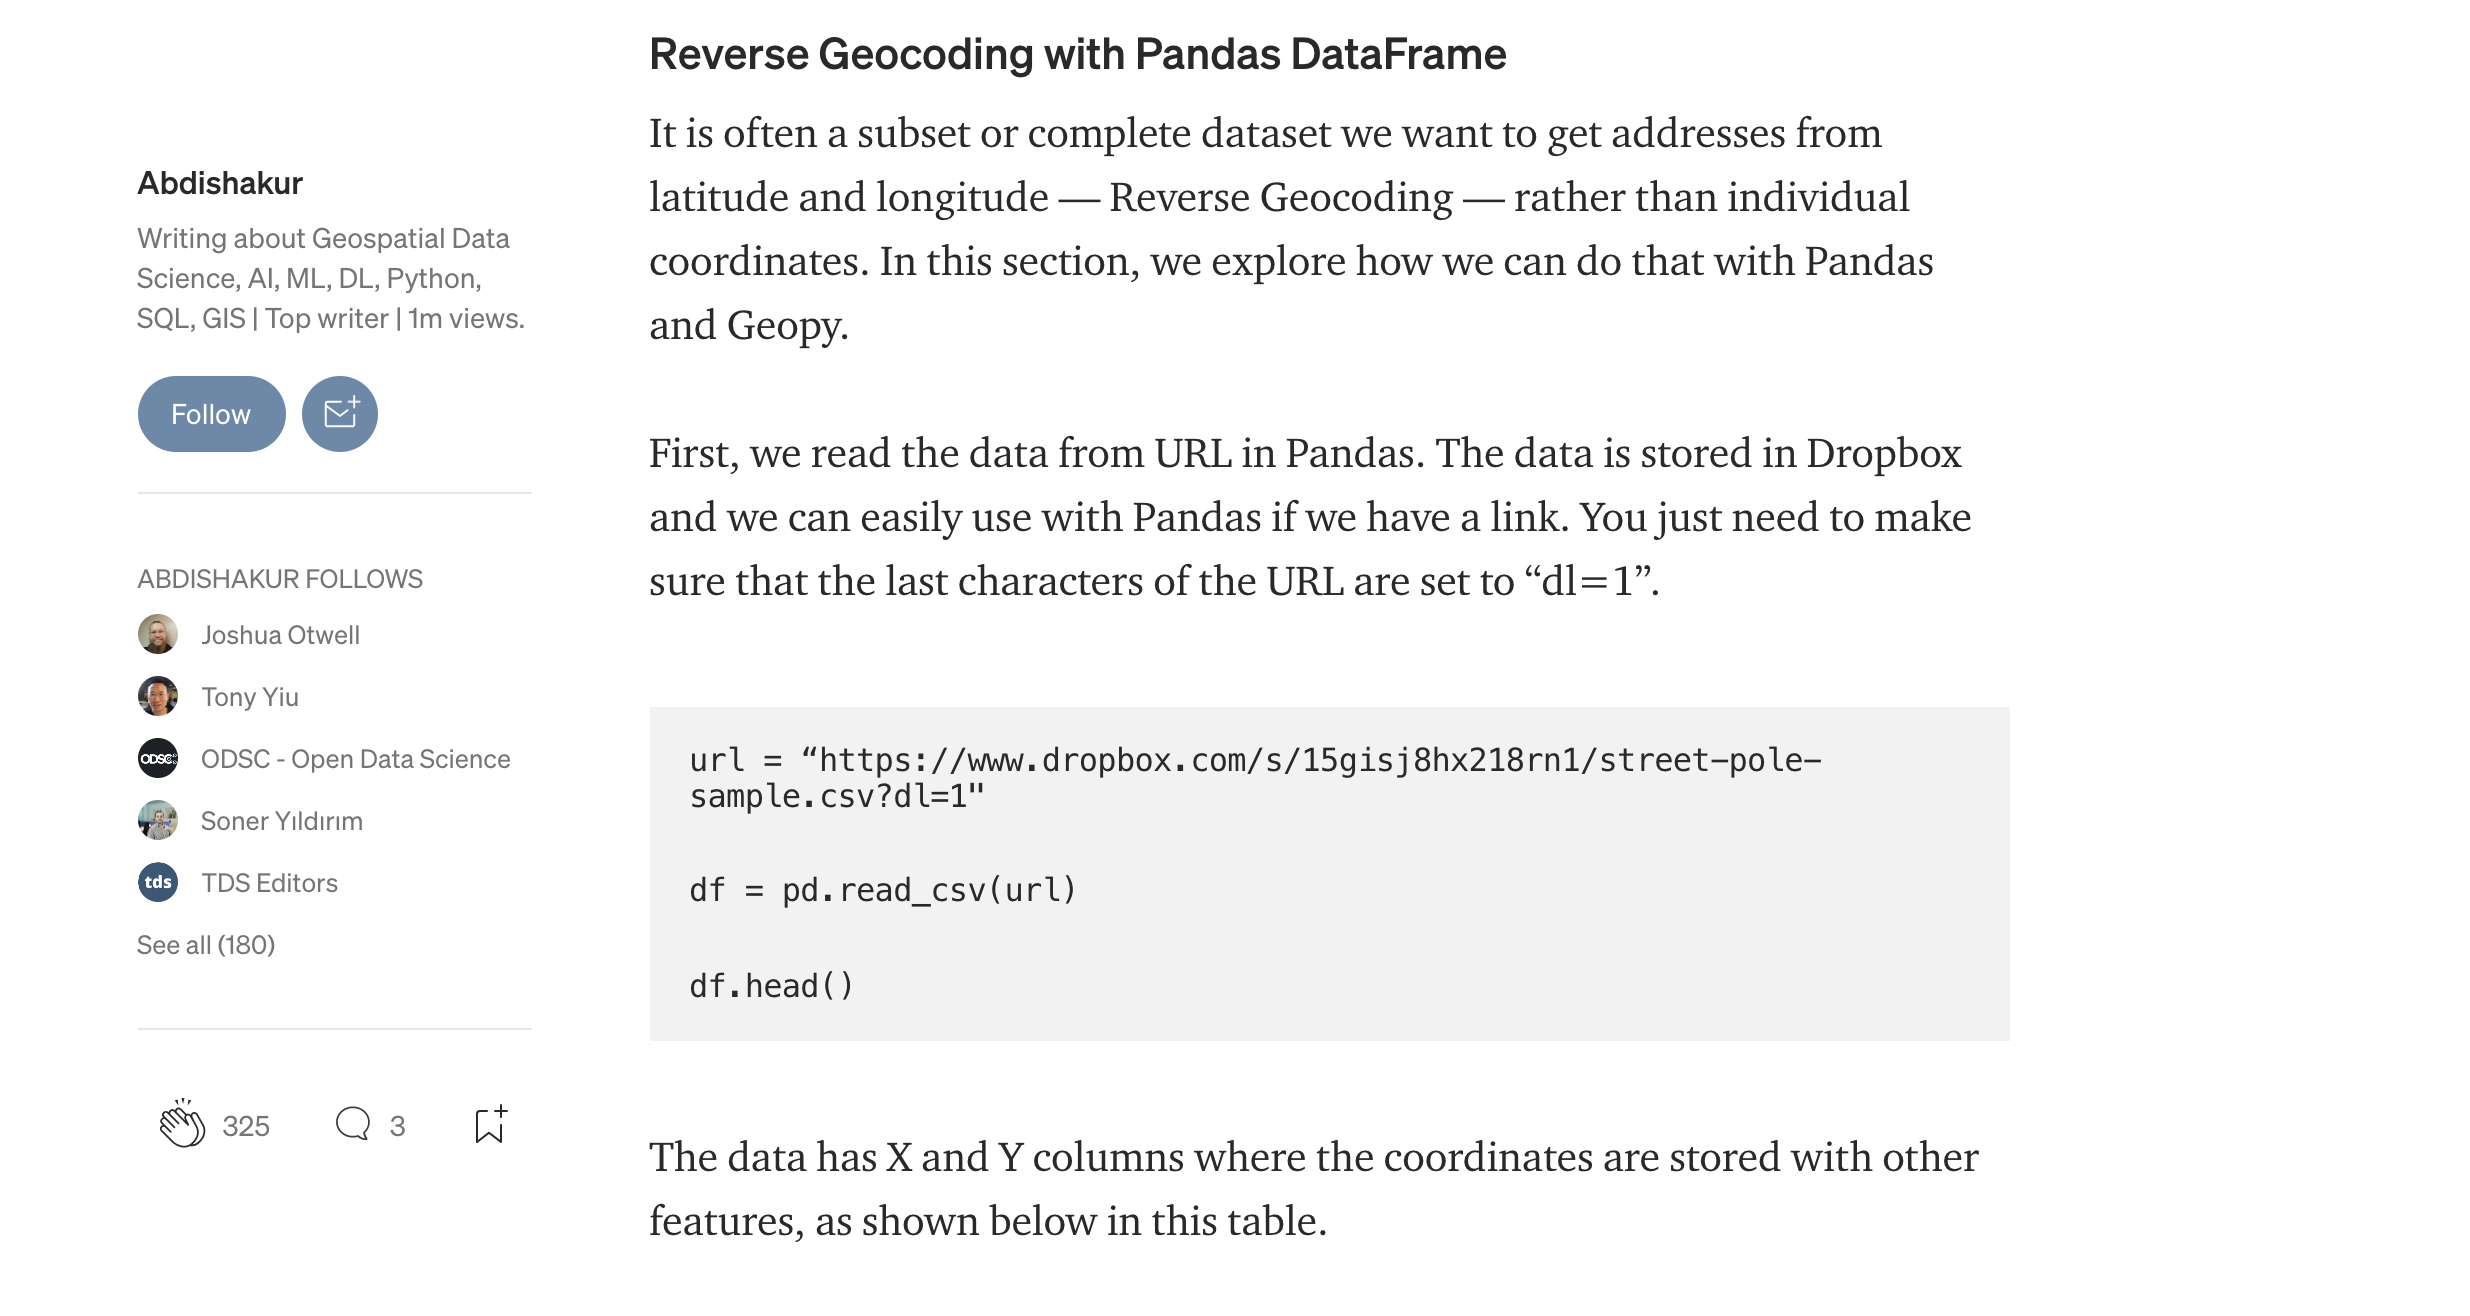 Reverse Geocoding with Pandas DataFrame
It is often a subset or complete dataset we want to get addresses from
latitude and longitude — Reverse Geocoding — rather than individual
coordinates. In this section, we explore how we can do that with Pandas
and Geopy.
First, we read the data from URL in Pandas. The data is stored in Dropbox
and we can easily use with Pandas if we have a link. You just need to make
sure that the last characters of the URL are set to “dl=1”.
url = “https://www.dropbox.com/s/15gisj8hx218rn1/street-pole-
sample.csv?dl=1"
df = pd.read_csv(url)
df.head()
The data has X and Y columns where the coordinates are stored with other
features, as shown below in this table.
Abdishakur
Writing about Geospatial Data
Science, AI, ML, DL, Python,
SQL, GIS | Top writer | 1m views.
Follow
ABDISHAKUR FOLLOWS
Joshua Otwell
Tony Yiu
ODSC
ODSC - Open Data Science
Soner Yıldırım
tds
TDS Editors
See all (180)
325
3